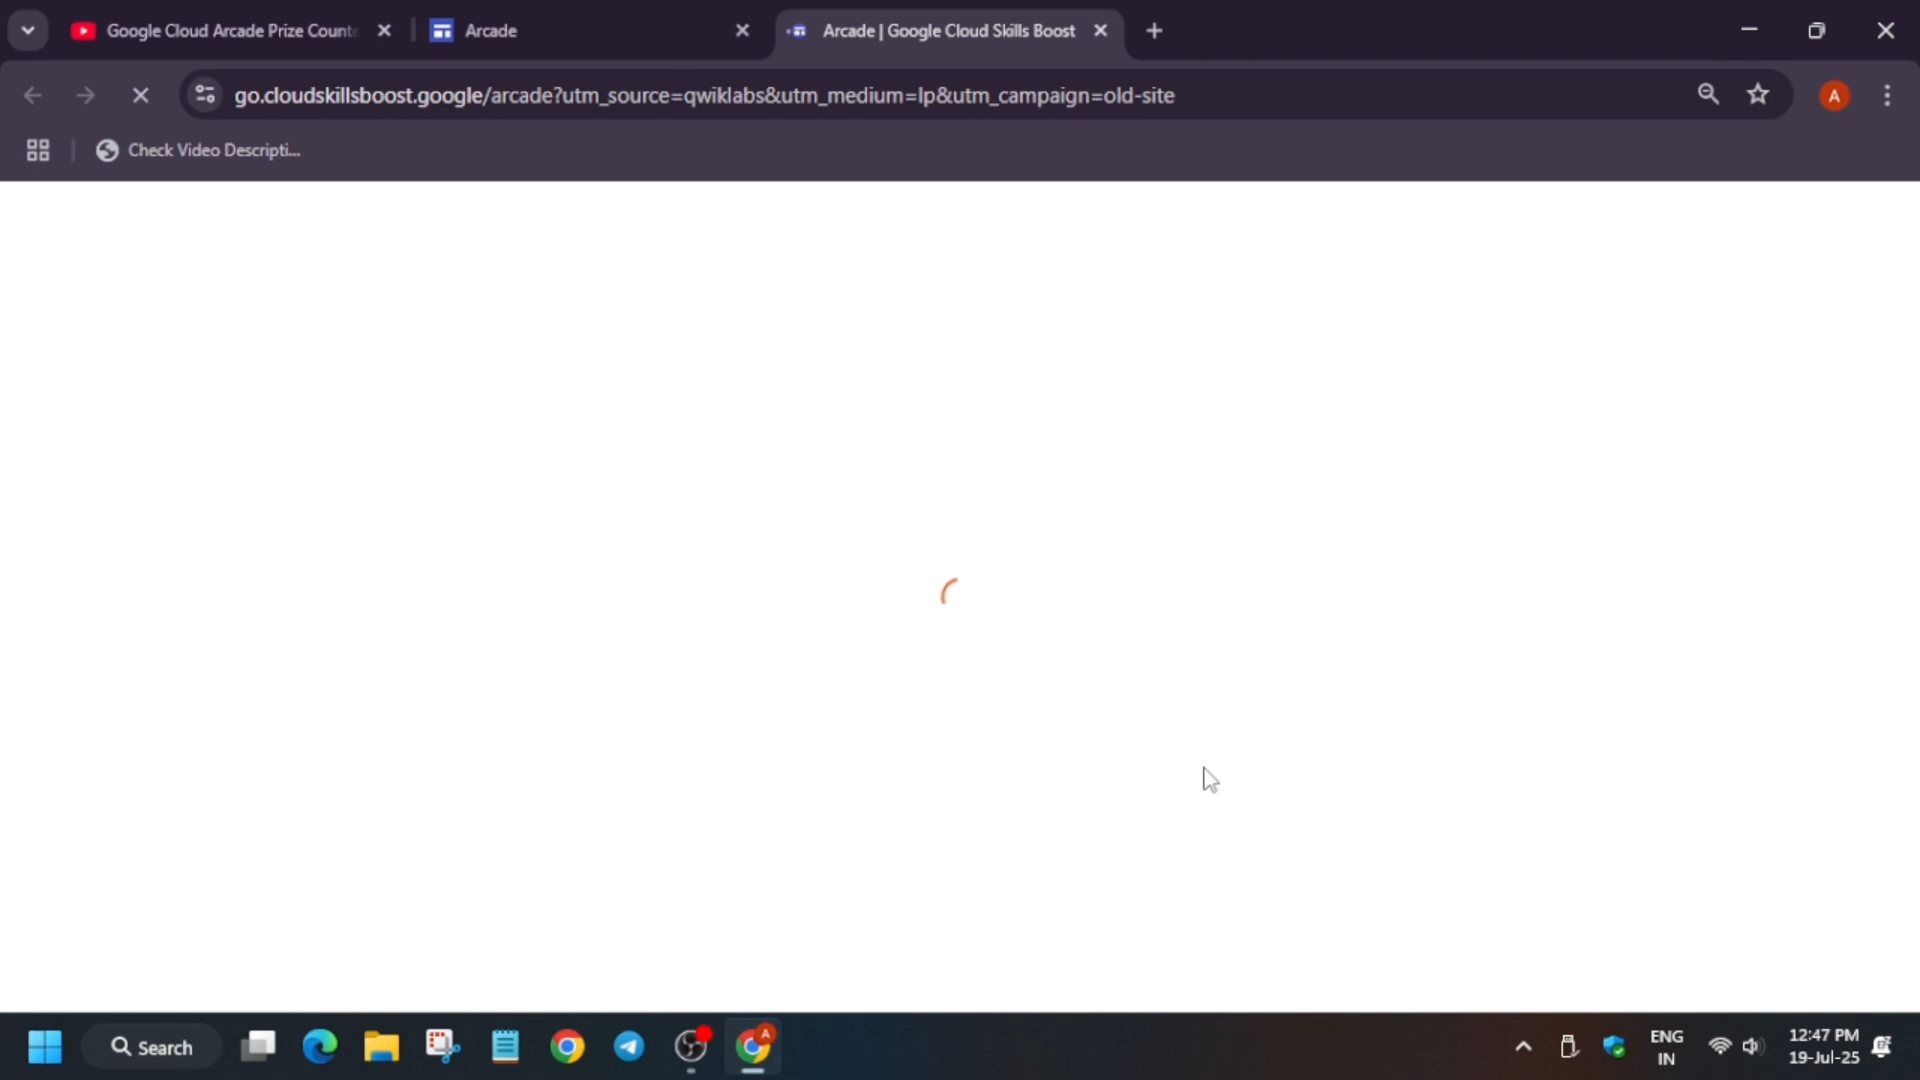 Google Cloud Arcade Prize Count
Arcade
Arcade | Google Cloud Skills Boost
go.cloudskillsboost.google/arcade?utm_source=qwiklabs&utm_medium=lp&utm_campaign=old-site
A
Check Video Descripti...
Search
A
ENG
IN
12:47 PM
19-Jul-25